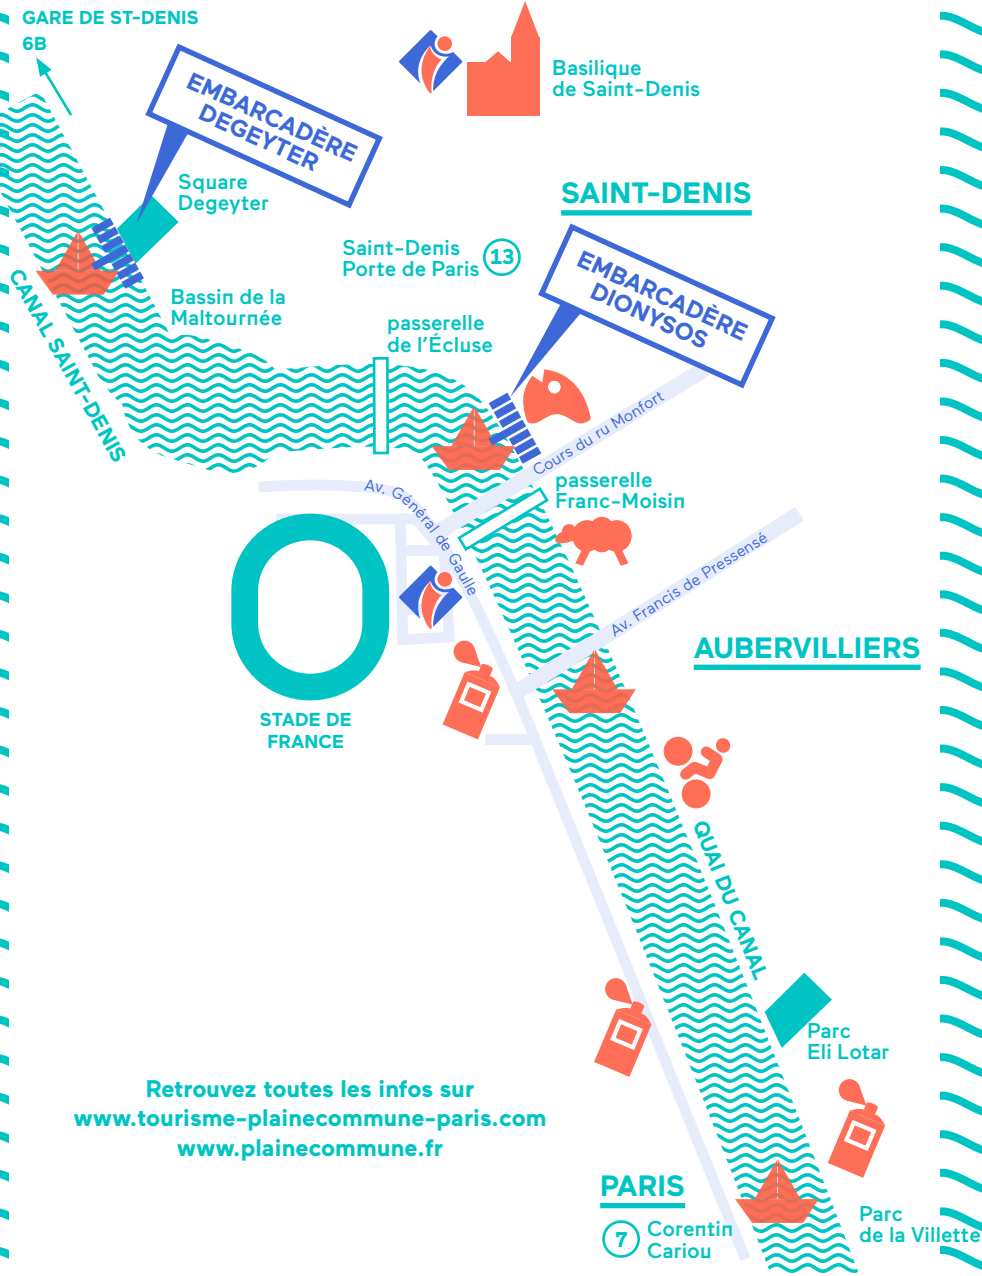 GARE DE ST-DENIS
6B
EMBARCADÈRE
DEGEYTER
Basilique
de Saint-Denis
Square
Degeyter
SAINT-DENIS
Saint-Denis
Porte de Paris
13
EMBARCADÈRE
DIONYSOS
Bassin de la
Maltournée
CANAL SAINT-DENIS
passerelle
de l'Écluse
Cours du ru Monfort
Av. Général de Gaulle
passerelle
Franc-Moisin
Av. Francis de Pressensé
AUBERVILLIERS
STADE DE
FRANCE
QUAI DU CANAL
Parc
Eli Lotar
Retrouvez toutes les infos sur
www.tourisme-plainecommune-paris.com
www.plainecommune.fr
PARIS
7
Corentin
Cariou
Parc
de la Villette